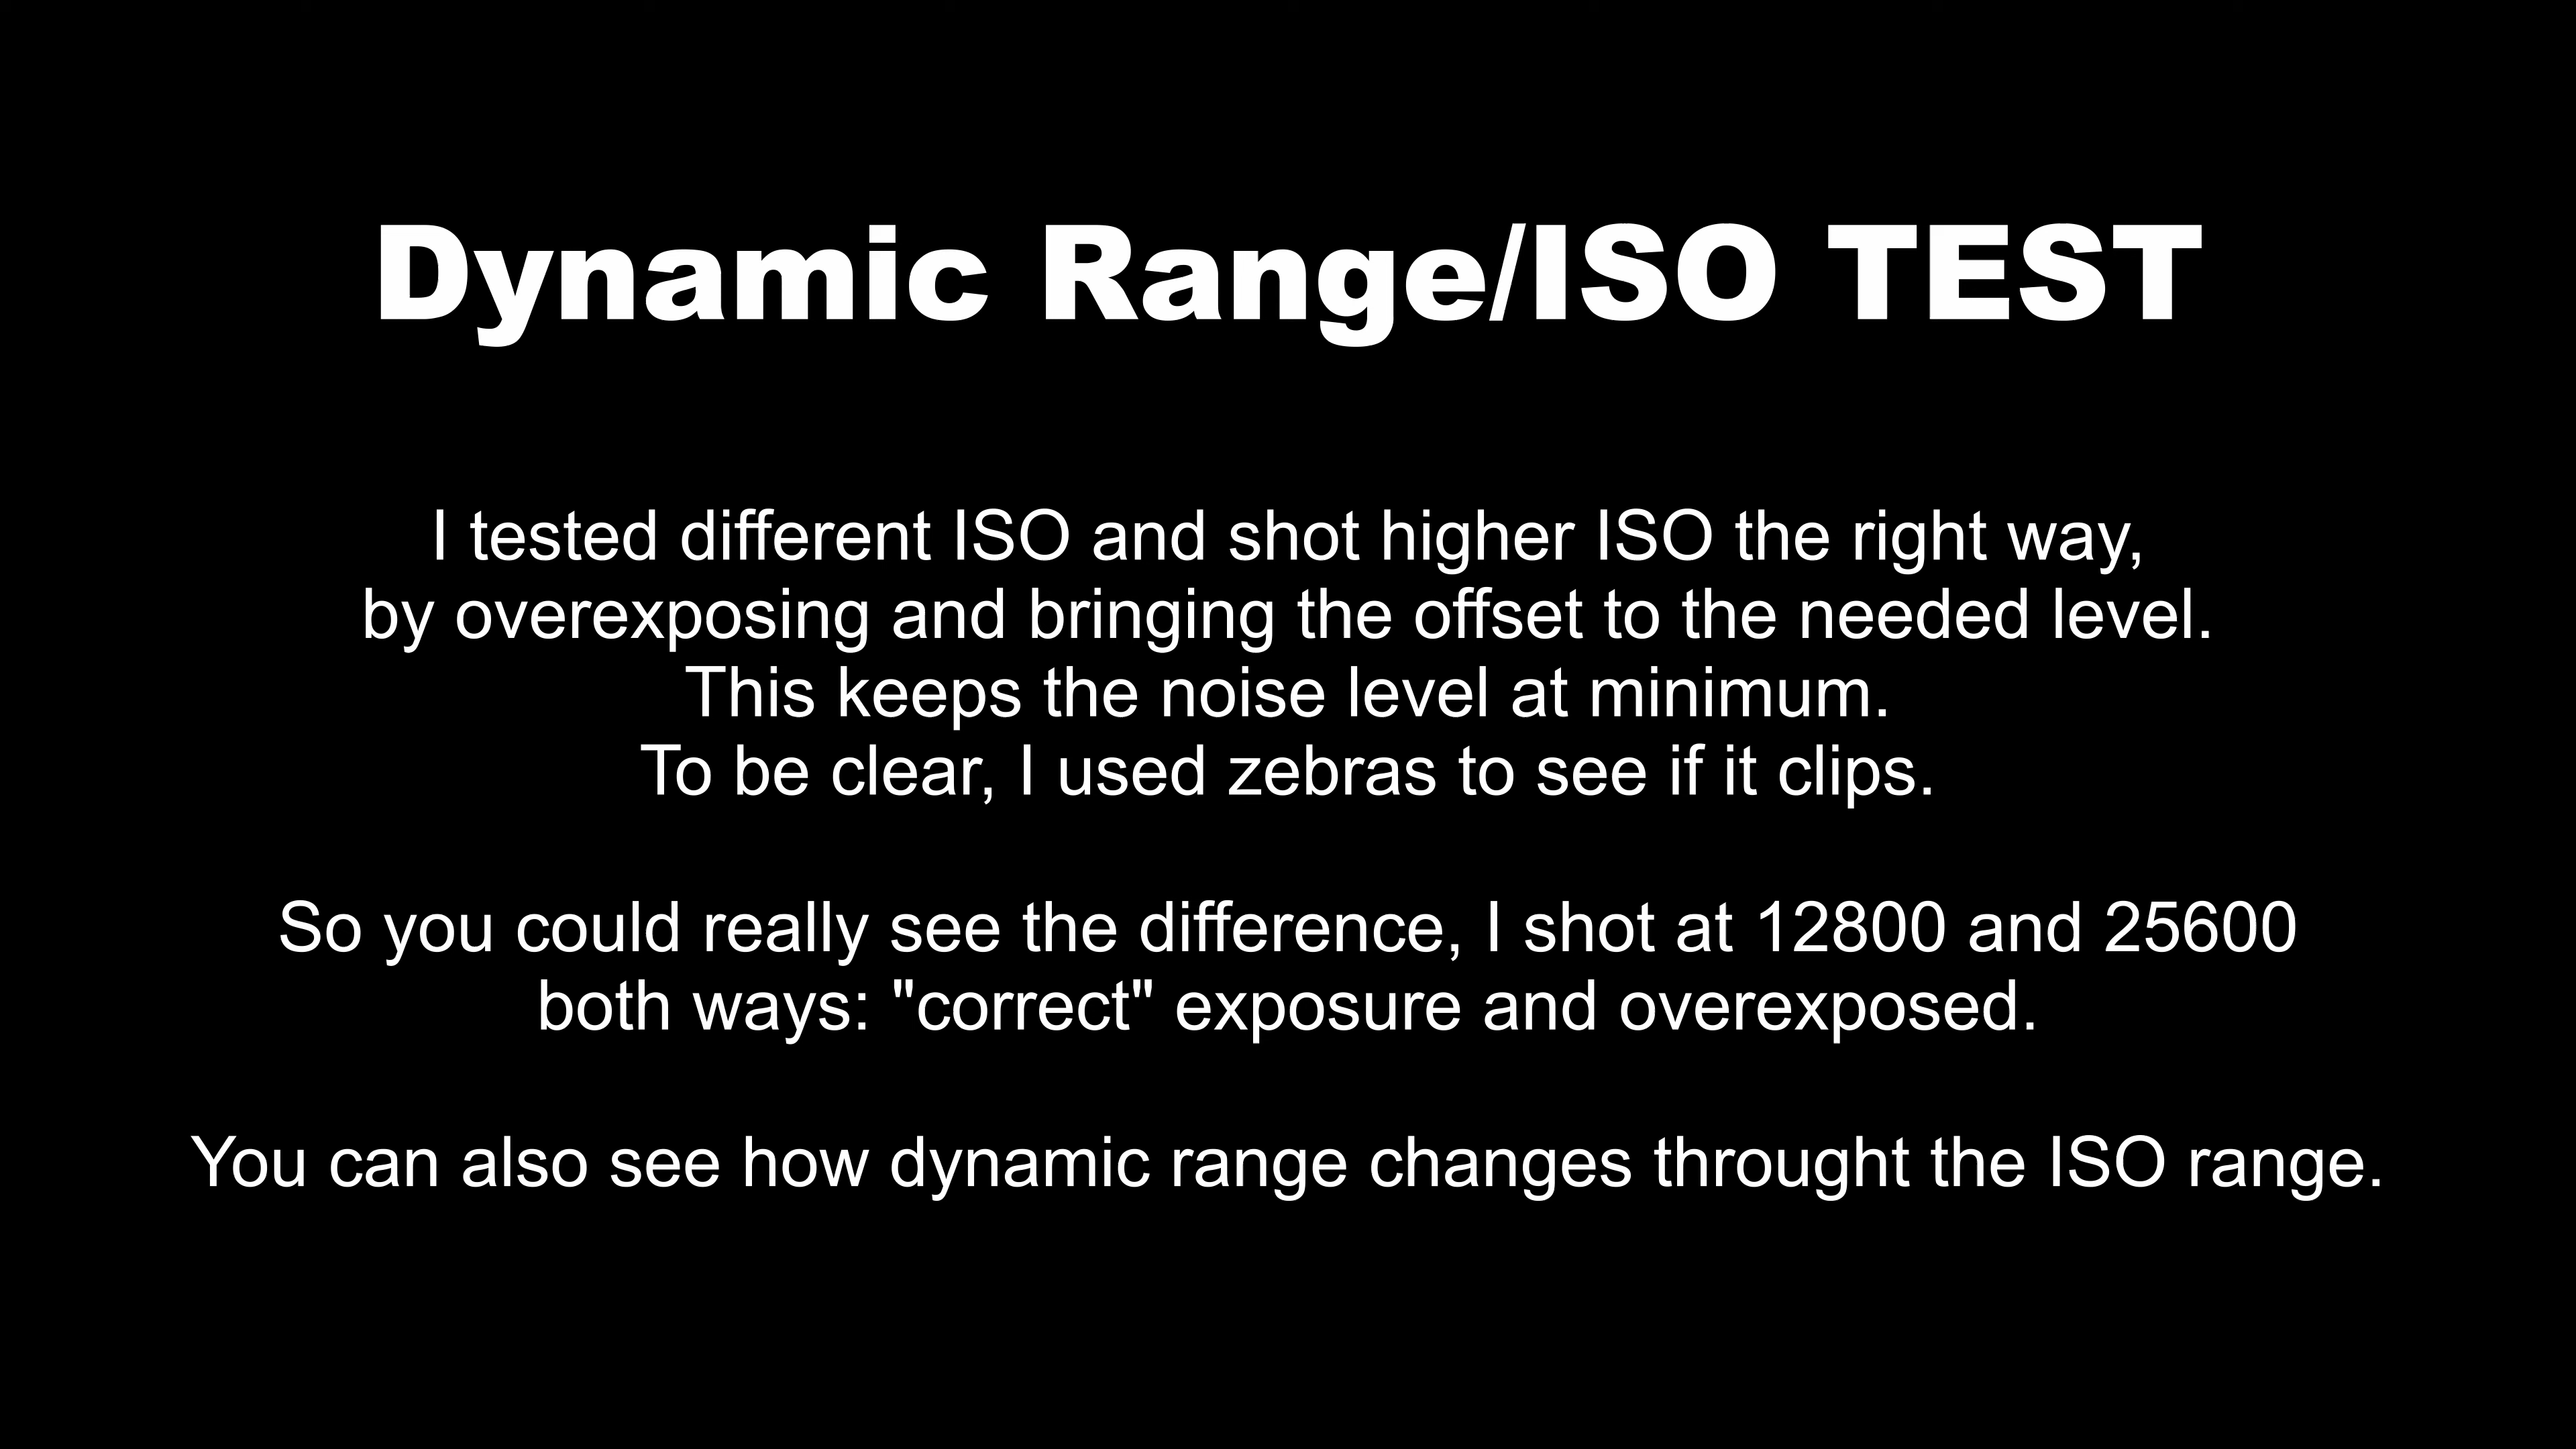 Dynamic Range/ISO TEST
I tested different ISO and shot higher ISO the right way,
by overexposing and bringing the offset to the needed level.
This keeps the noise level at minimum.
To be clear, I used zebras to see if it clips.
So you could really see the difference, I shot at 12800 and 25600
both ways: "correct" exposure and overexposed.
You can also see how dynamic range changes throught the ISO range.